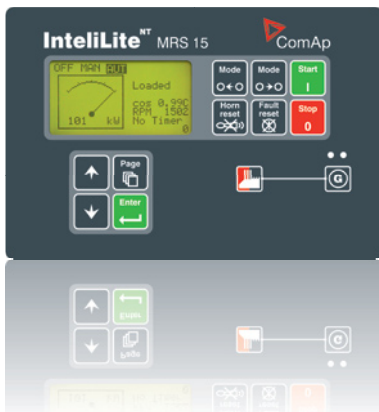 InteliLite NT MRS 15
ComAp
OFF MAN AUT
Loaded
cos 0.99C
RPM 1502
No Timer
101 kW
0
Mode
Mode
Start
I
Horn reset
Fault reset
Stop
0
Page
Enter
G